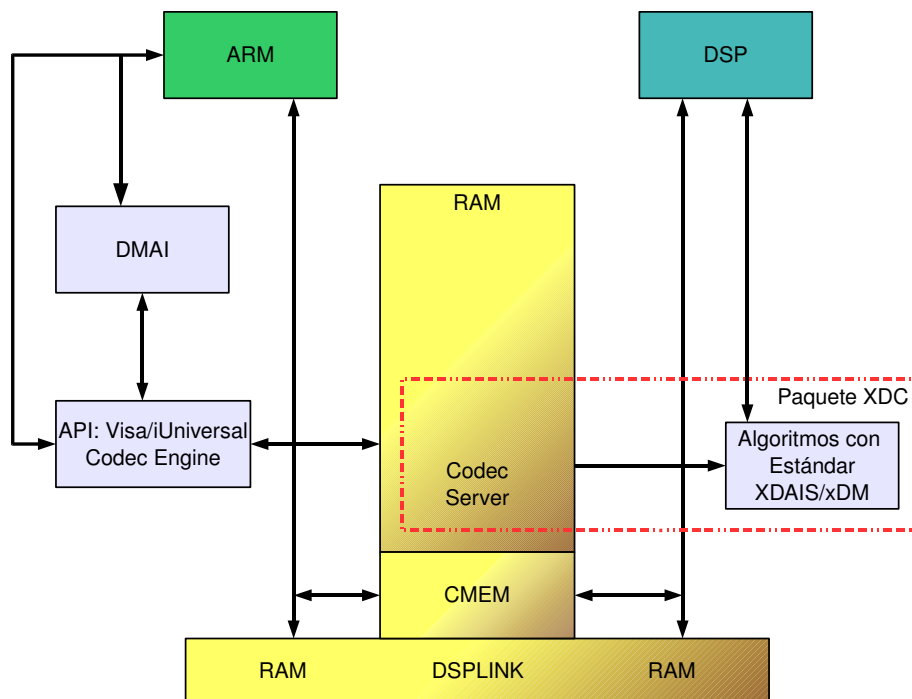 ARM
DSP
RAM
DMAI
Paquete XDC
API: Visa/iUniversal
Codec Engine
Codec
Server
Algoritmos con
Estándar
XDAIS/xDM
CMEM
RAM
DSPLINK
RAM